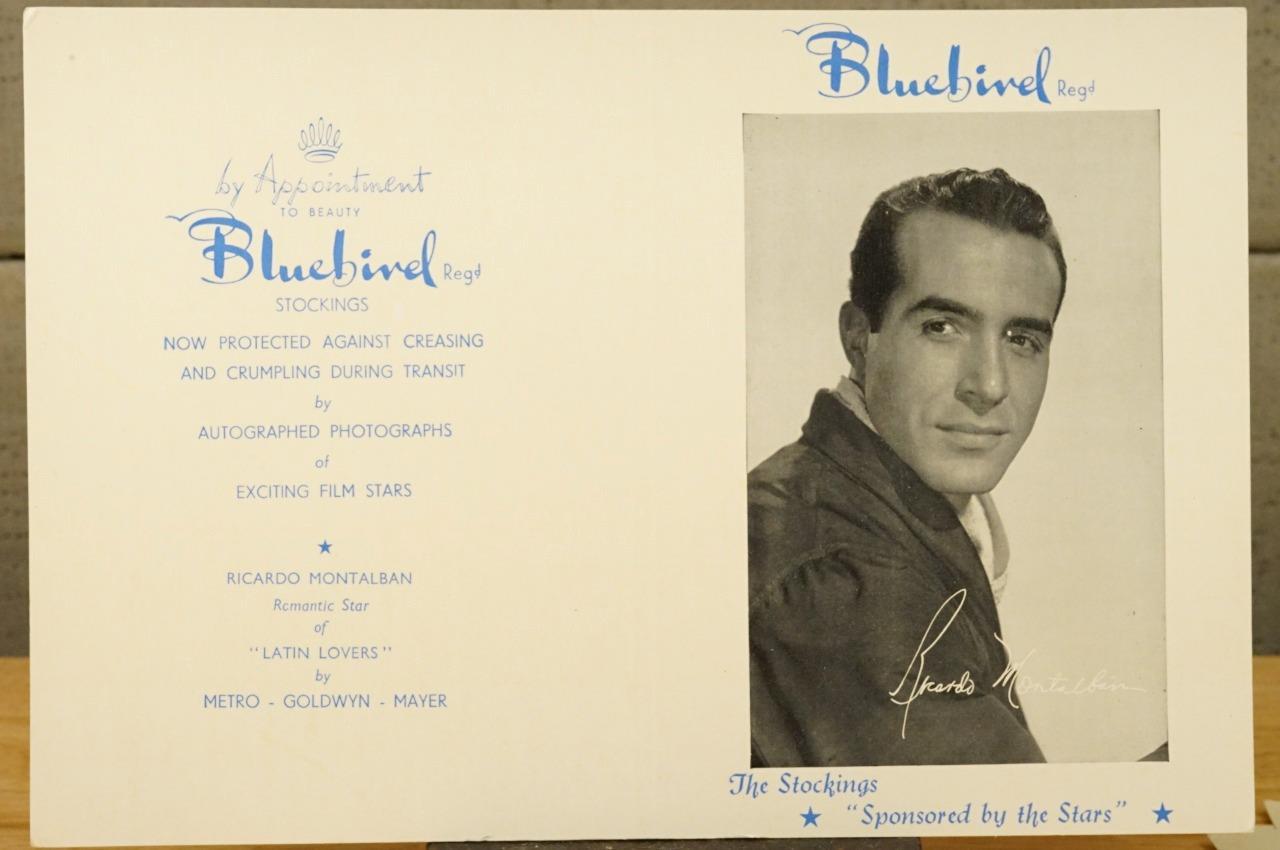 by Appointment
TO BEAUTY
Bluebird Regd
STOCKINGS
NOW PROTECTED AGAINST CREASING
AND CRUMPLING DURING TRANSIT
by
AUTOGRAPHED PHOTOGRAPHS
of
EXCITING FILM STARS
★
RICARDO MONTALBAN
Romantic Star
of
"LATIN LOVERS"
by
METRO - GOLDWYN - MAYER
Bluebird Regd
Ricardo Montalbán
The Stockings
★ "Sponsored by the Stars" ★